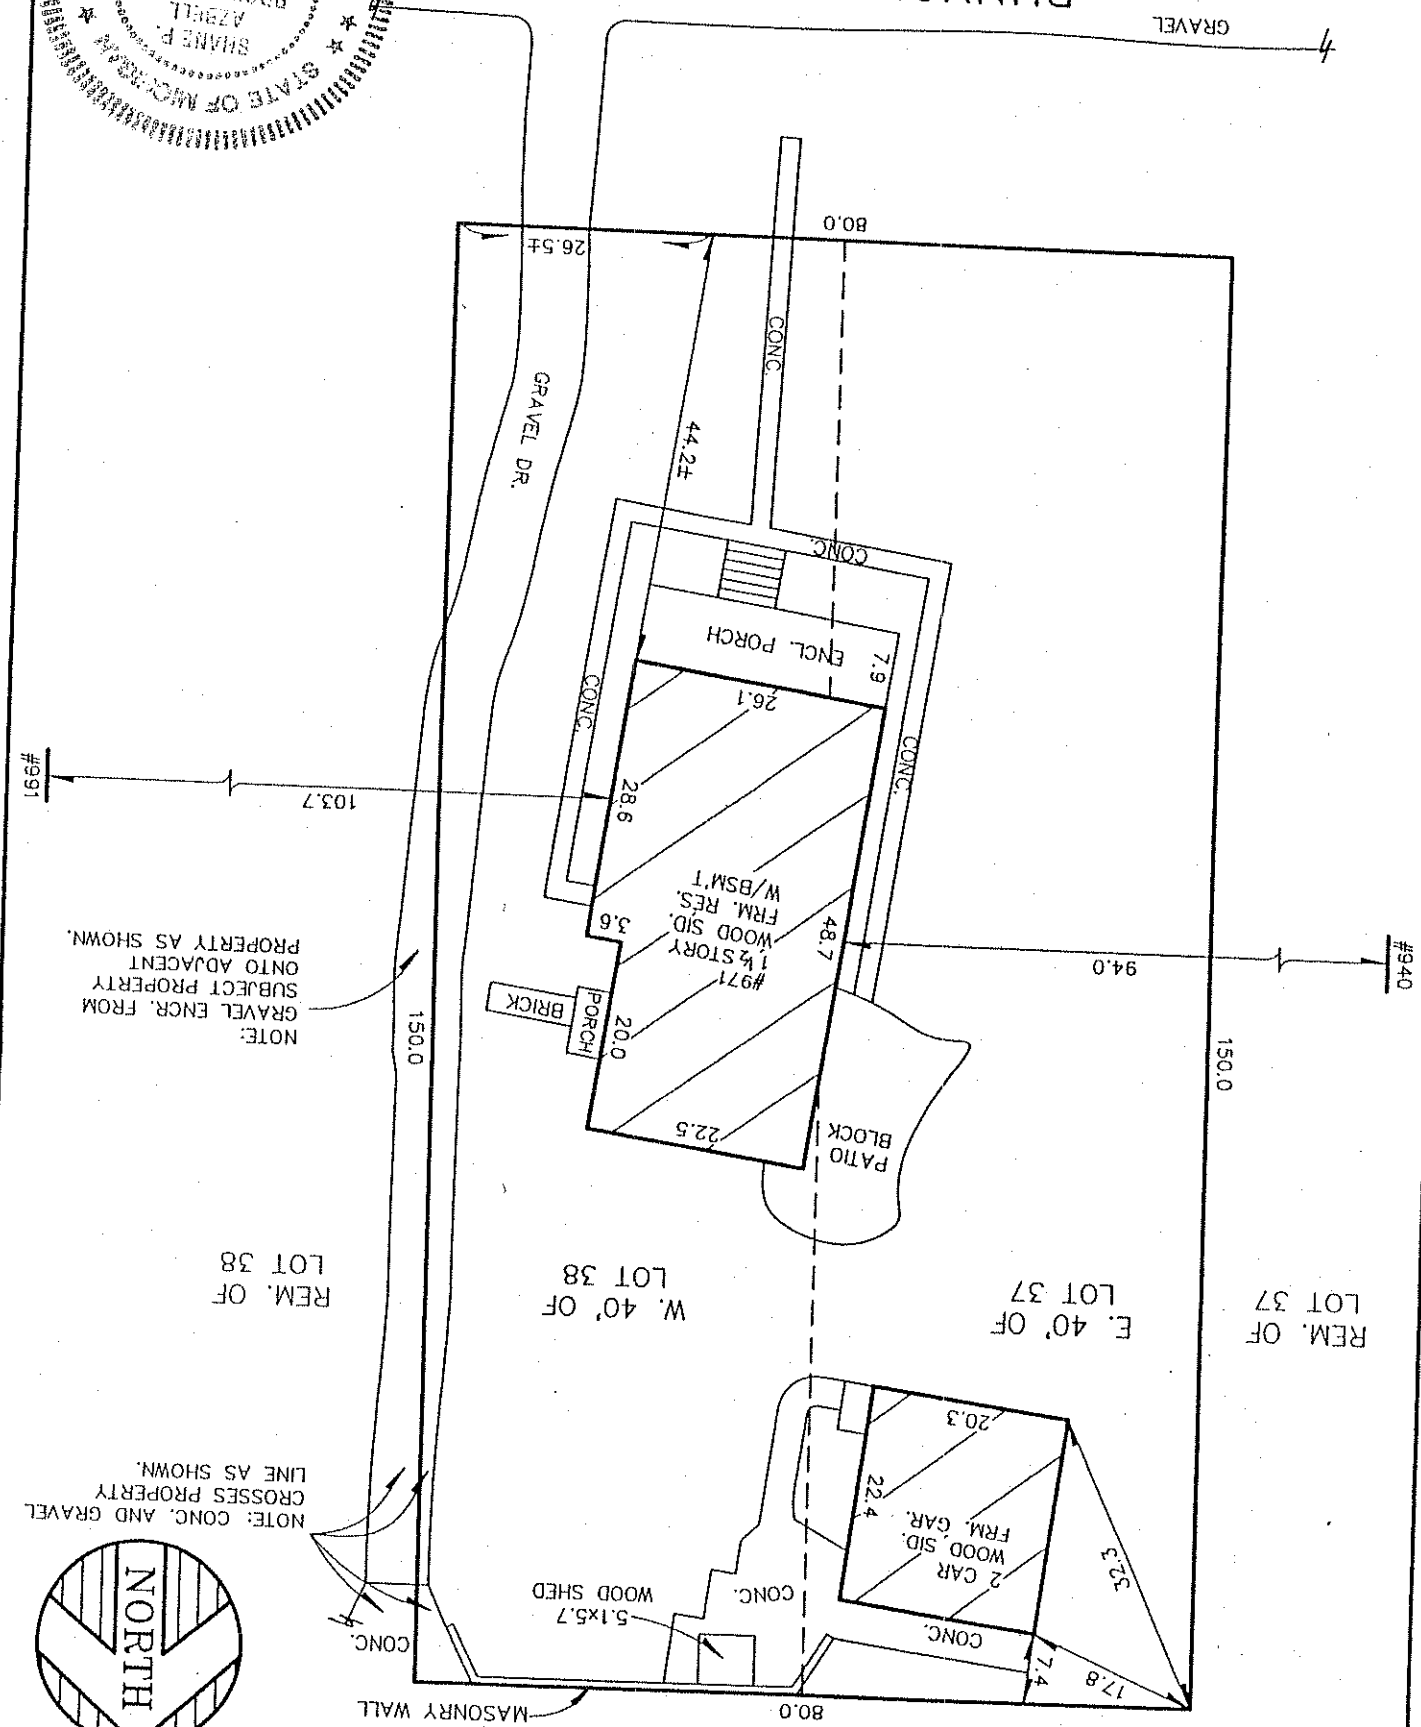 MASONRY WALL
80.0
17.8
7.4
CONC.
32.3
5.1x5.7
WOOD SHED
CONC.
CONC.
NORTH
NOTE: CONC. AND GRAVEL
CROSSES PROPERTY
LINE AS SHOWN.
2 CAR
WOOD SID.
FRM. GAR.
22.4
20.3
REM. OF
LOT 37
E. 40' OF
LOT 37
W. 40' OF
LOT 38
REM. OF
LOT 38
PATIO
BLOCK
22.5
150.0
150.0
20.0
PORCH
BRICK
NOTE:
GRAVEL ENCR. FROM
SUBJECT PROPERTY
ONTO ADJACENT
PROPERTY AS SHOWN.
#940
94.0
48.7
3.6
#971
1 ½ STORY
WOOD SID.
FRM. RES.
W/BSM'T
28.6
103.7
#991
CONC.
CONC.
26.1
7.9
ENCL. PORCH
CONC.
44.2±
GRAVEL DR.
CONC.
80.0
26.5±
GRAVEL
STATE OF MICHIGAN
SHANE P.
AZBELL